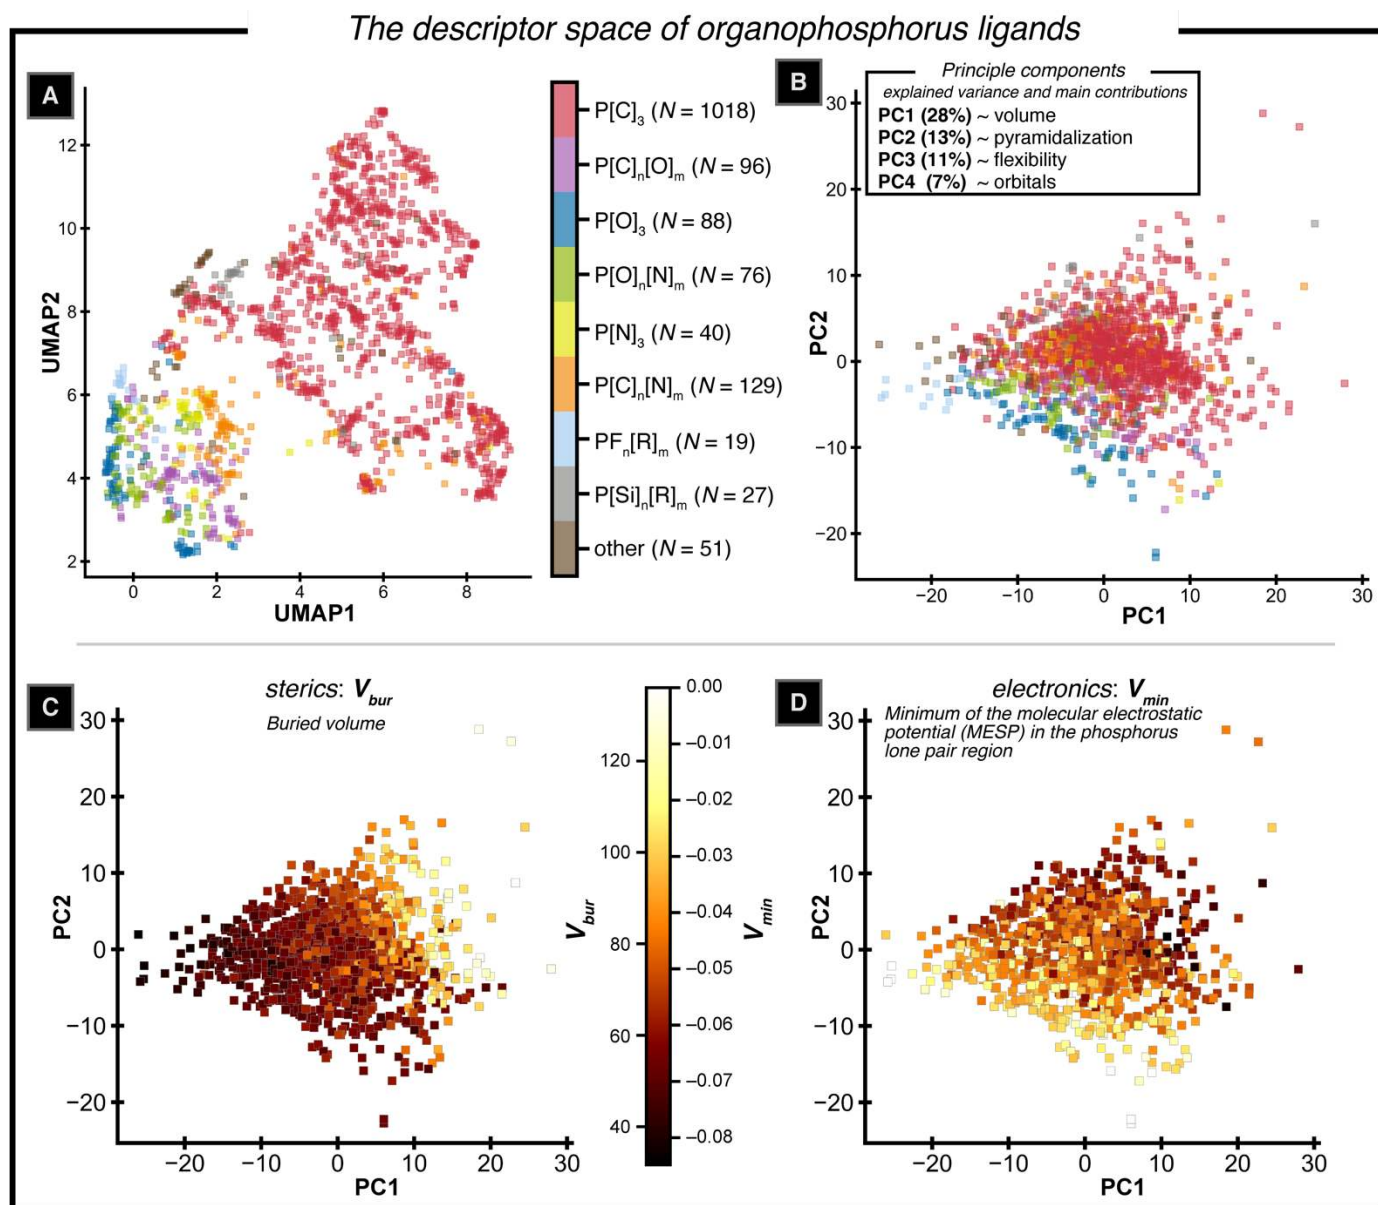 The descriptor space of organophosphorus ligands
A
12
10
8
6
4
2
UMAP2
0
2
4
6
8
UMAP1
P[C]₃ (N = 1018)
P[C]ₙ[O]ₘ (N = 96)
P[O]₃ (N = 88)
P[O]ₙ[N]ₘ (N = 76)
P[N]₃ (N = 40)
P[C]ₙ[N]ₘ (N = 129)
PFₙ[R]ₘ (N = 19)
P[Si]ₙ[R]ₘ (N = 27)
other (N = 51)
B
Principle components
explained variance and main contributions
PC1 (28%) ~ volume
PC2 (13%) ~ pyramidalization
PC3 (11%) ~ flexibility
PC4 (7%) ~ orbitals
30
20
10
0
−10
−20
PC2
−20
−10
0
10
20
30
PC1
C
sterics: V_bur
Buried volume
30
20
10
0
−10
−20
PC2
−20
−10
0
10
20
30
PC1
V_bur
120
100
80
60
40
0.00
−0.01
−0.02
−0.03
−0.04
−0.05
−0.06
−0.07
−0.08
V_min
D
electronics: V_min
Minimum of the molecular electrostatic
potential (MESP) in the phosphorus
lone pair region
30
20
10
0
−10
−20
PC2
−20
−10
0
10
20
30
PC1